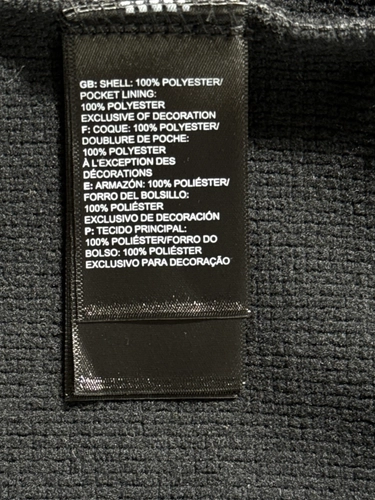 GB: SHELL: 100% POLYESTER/
POCKET LINING:
100% POLYESTER
EXCLUSIVE OF DECORATION
F: COQUE: 100% POLYESTER/
DOUBLURE DE POCHE:
100% POLYESTER
À L'EXCEPTION DES
DÉCORATIONS
E: ARMAZÓN: 100% POLIÉSTER/
FORRO DEL BOLSILLO:
100% POLIÉSTER
EXCLUSIVO DE DECORACIÓN
P: TECIDO PRINCIPAL:
100% POLIÉSTER/FORRO DO
BOLSO: 100% POLIÉSTER
EXCLUSIVO PARA DECORAÇÃO